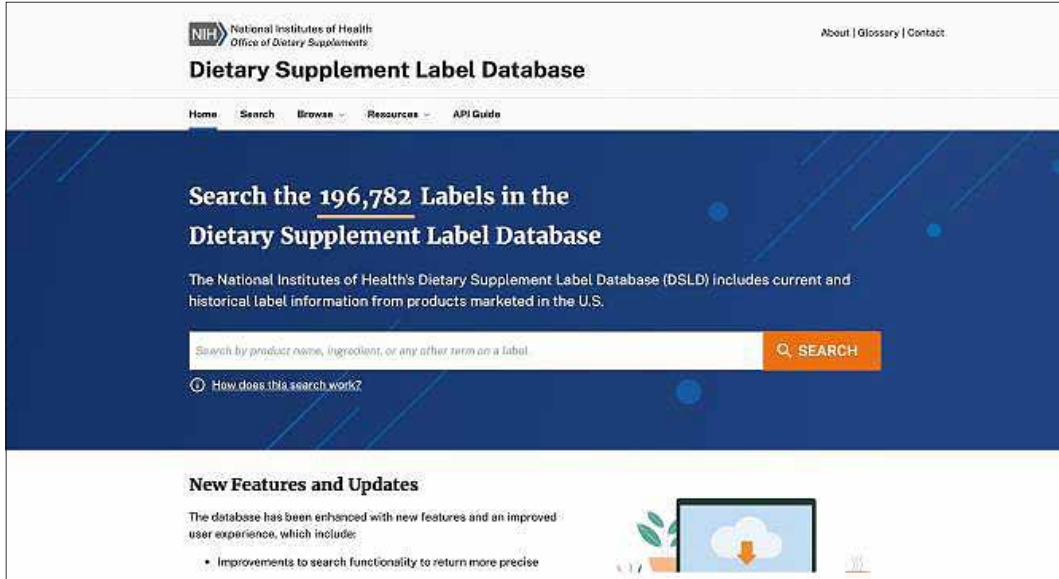 NIH National Institutes of Health
Office of Dietary Supplements
About | Glossary | Contact
Dietary Supplement Label Database
Home Search Browse Resources API Guide
Search the 196,782 Labels in the
Dietary Supplement Label Database
The National Institutes of Health's Dietary Supplement Label Database (DSLD) includes current and
historical label information from products marketed in the U.S.
Search by product name, ingredient, or any other term on a label
SEARCH
How does this search work?
New Features and Updates
The database has been enhanced with new features and an improved
user experience, which include:
• Improvements to search functionality to return more precise